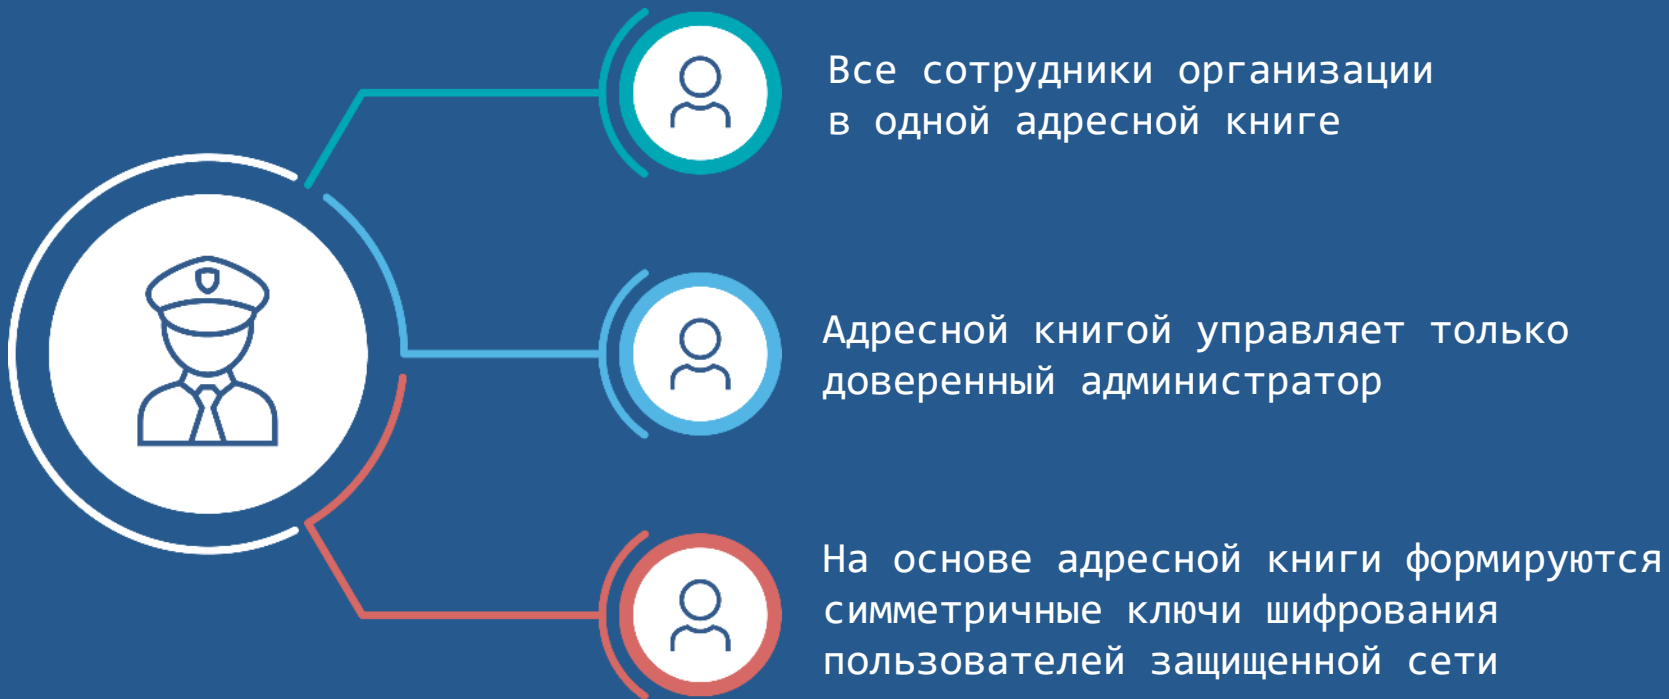 Все сотрудники организации
в одной адресной книге
Адресной книгой управляет только
доверенный администратор
На основе адресной книги формируются
симметричные ключи шифрования
пользователей защищенной сети